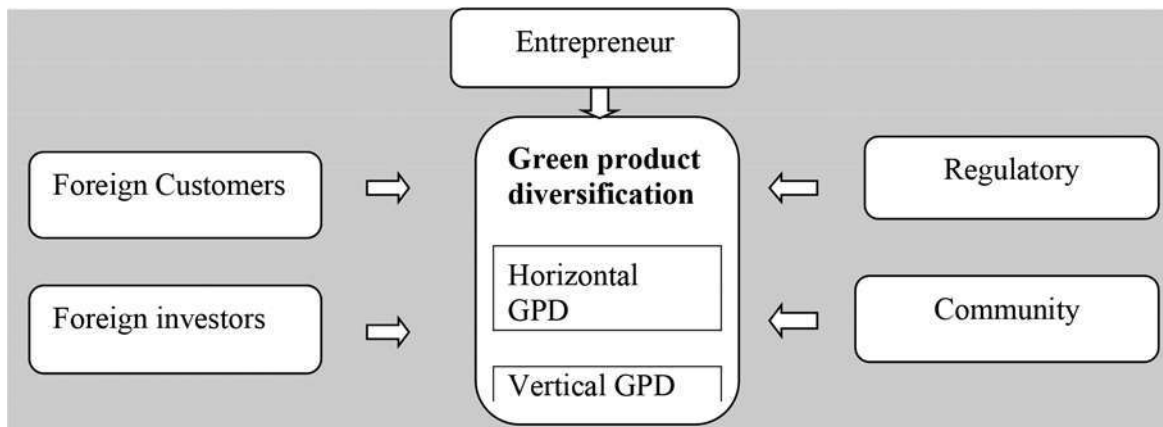 Entrepreneur
Foreign Customers
Foreign investors
Green product
diversification
Horizontal
GPD
Vertical GPD
Regulatory
Community